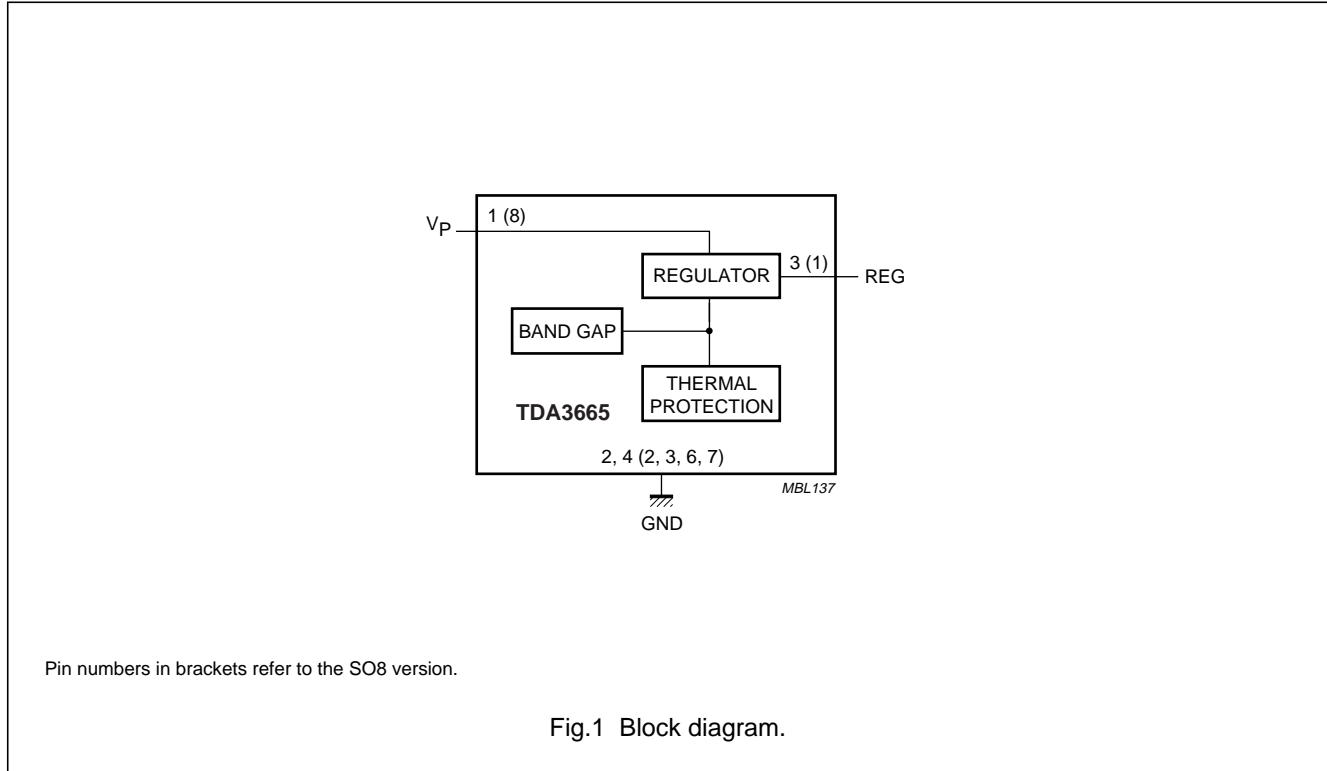 VP
1 (8)
REGULATOR
3 (1)
REG
BAND GAP
THERMAL
PROTECTION
TDA3665
2, 4 (2, 3, 6, 7)
MBL137
GND
Pin numbers in brackets refer to the SO8 version.
Fig.1 Block diagram.